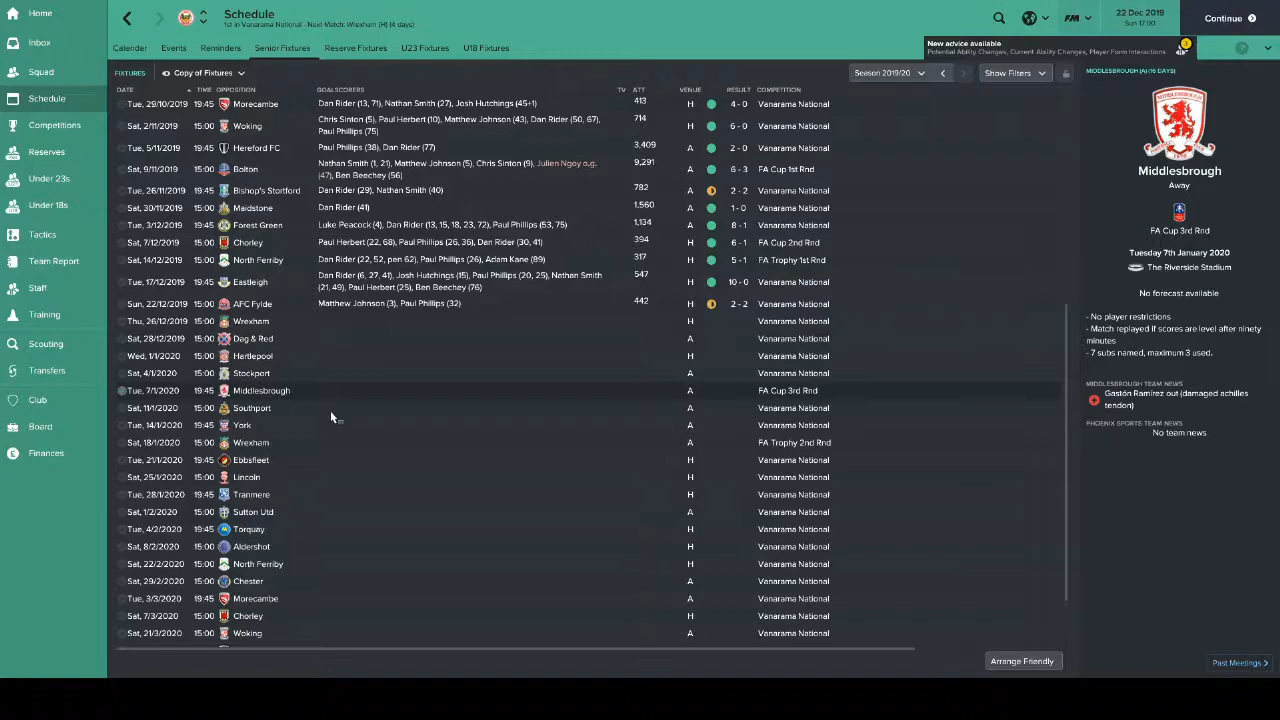 Home
Schedule
1st in Vanarama National - Next Match: Wrexham (H) (4 days)
FM
22 Dec 2019
Sun 17:00
Continue
Inbox
Calendar Events Reminders Senior Fixtures Reserve Fixtures U23 Fixtures U18 Fixtures
New advice available
Potential Ability Changes, Current Ability Changes, Player Form Interactions
Squad
FIXTURES Copy of Fixtures Season 2019/20 Show Filters
Schedule
DATE TIME OPPOSITION GOALSCORERS TV ATT VENUE RESULT COMPETITION
Tue, 29/10/2019 19:45 Morecambe Dan Rider (13, 71), Nathan Smith (27), Josh Hutchings (45+1) 413 H 4 - 0 Vanarama National
Competitions
Sat, 2/11/2019 15:00 Woking Chris Sinton (5), Paul Herbert (10), Matthew Johnson (43), Dan Rider (50, 67), 714 H 6 - 0 Vanarama National
Paul Phillips (75)
Reserves
Tue, 5/11/2019 19:45 Hereford FC Paul Phillips (38), Dan Rider (77) 3,409 A 2 - 0 Vanarama National
Sat, 9/11/2019 15:00 Bolton Nathan Smith (1, 21), Matthew Johnson (5), Chris Sinton (9), Julien Ngoy o.g. 9,291 A 6 - 3 FA Cup 1st Rnd
(47), Ben Beechey (56)
Under 23s
Tue, 26/11/2019 19:45 Bishop's Stortford Dan Rider (29), Nathan Smith (40) 782 A 2 - 2 Vanarama National
Under 18s
Sat, 30/11/2019 15:00 Maidstone Dan Rider (41) 1,560 A 1 - 0 Vanarama National
Tue, 3/12/2019 19:45 Forest Green Luke Peacock (4), Dan Rider (13, 15, 18, 23, 72), Paul Phillips (53, 75) 1,134 A 8 - 1 Vanarama National
Tactics
Sat, 7/12/2019 15:00 Chorley Paul Herbert (22, 68), Paul Phillips (26, 36), Dan Rider (30, 41) 394 H 6 - 1 FA Cup 2nd Rnd
Team Report
Sat, 14/12/2019 15:00 North Ferriby Dan Rider (22, 52, pen 62), Paul Phillips (26), Adam Kane (89) 317 H 5 - 1 FA Trophy 1st Rnd
Staff
Tue, 17/12/2019 19:45 Eastleigh Dan Rider (6, 27, 41), Josh Hutchings (15), Paul Phillips (20, 25), Nathan Smith 547 H 10 - 0 Vanarama National
(21, 49), Paul Herbert (25), Ben Beechey (76)
Sun, 22/12/2019 15:00 AFC Fylde Matthew Johnson (3), Paul Phillips (32) 442 H 2 - 2 Vanarama National
Training
Thu, 26/12/2019 15:00 Wrexham H Vanarama National
Scouting
Sat, 28/12/2019 15:00 Dag & Red A Vanarama National
Wed, 1/1/2020 15:00 Hartlepool H Vanarama National
Transfers
Sat, 4/1/2020 15:00 Stockport A Vanarama National
Tue, 7/1/2020 19:45 Middlesbrough A FA Cup 3rd Rnd
Club
Sat, 11/1/2020 15:00 Southport A Vanarama National
Board
Tue, 14/1/2020 19:45 York A Vanarama National
Sat, 18/1/2020 15:00 Wrexham A FA Trophy 2nd Rnd
Finances
Tue, 21/1/2020 19:45 Ebbsfleet H Vanarama National
Sat, 25/1/2020 15:00 Lincoln H Vanarama National
Tue, 28/1/2020 19:45 Tranmere H Vanarama National
Sat, 1/2/2020 15:00 Sutton Utd A Vanarama National
Tue, 4/2/2020 19:45 Torquay H Vanarama National
Sat, 8/2/2020 15:00 Aldershot H Vanarama National
Sat, 22/2/2020 15:00 North Ferriby H Vanarama National
Sat, 29/2/2020 15:00 Chester A Vanarama National
Tue, 3/3/2020 19:45 Morecambe A Vanarama National
Sat, 7/3/2020 15:00 Chorley H Vanarama National
Sat, 21/3/2020 15:00 Woking A Vanarama National
Arrange Friendly
MIDDLESBROUGH (A) (16 DAYS)
Middlesbrough
Away
FA Cup 3rd Rnd
Tuesday 7th January 2020
The Riverside Stadium
No forecast available
- No player restrictions
- Match replayed if scores are level after ninety
minutes
- 7 subs named, maximum 3 used.
MIDDLESBROUGH TEAM NEWS
Gastón Ramírez out (damaged achilles
tendon)
PHOENIX SPORTS TEAM NEWS
No team news
Past Meetings >